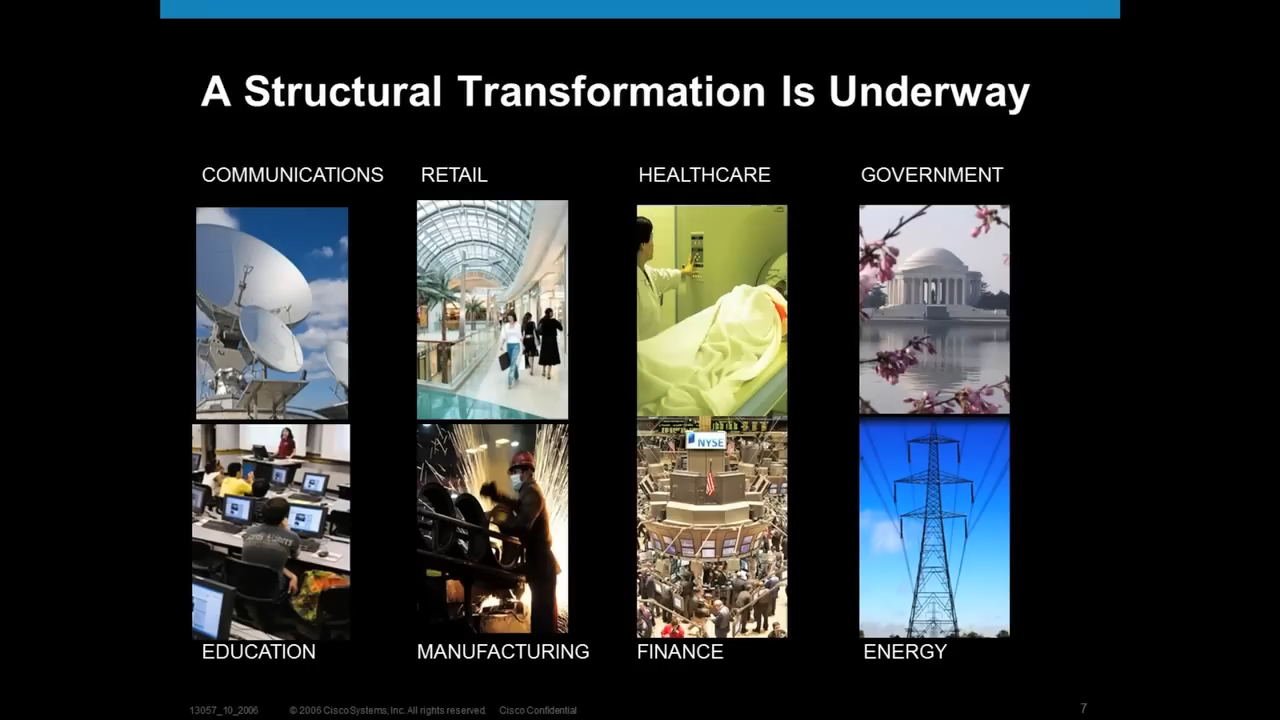 A Structural Transformation Is Underway
COMMUNICATIONS
RETAIL
HEALTHCARE
GOVERNMENT
NYSE
EDUCATION
MANUFACTURING
FINANCE
ENERGY
13057_10_2006 © 2006 Cisco Systems, Inc. All rights reserved. Cisco Confidential 7